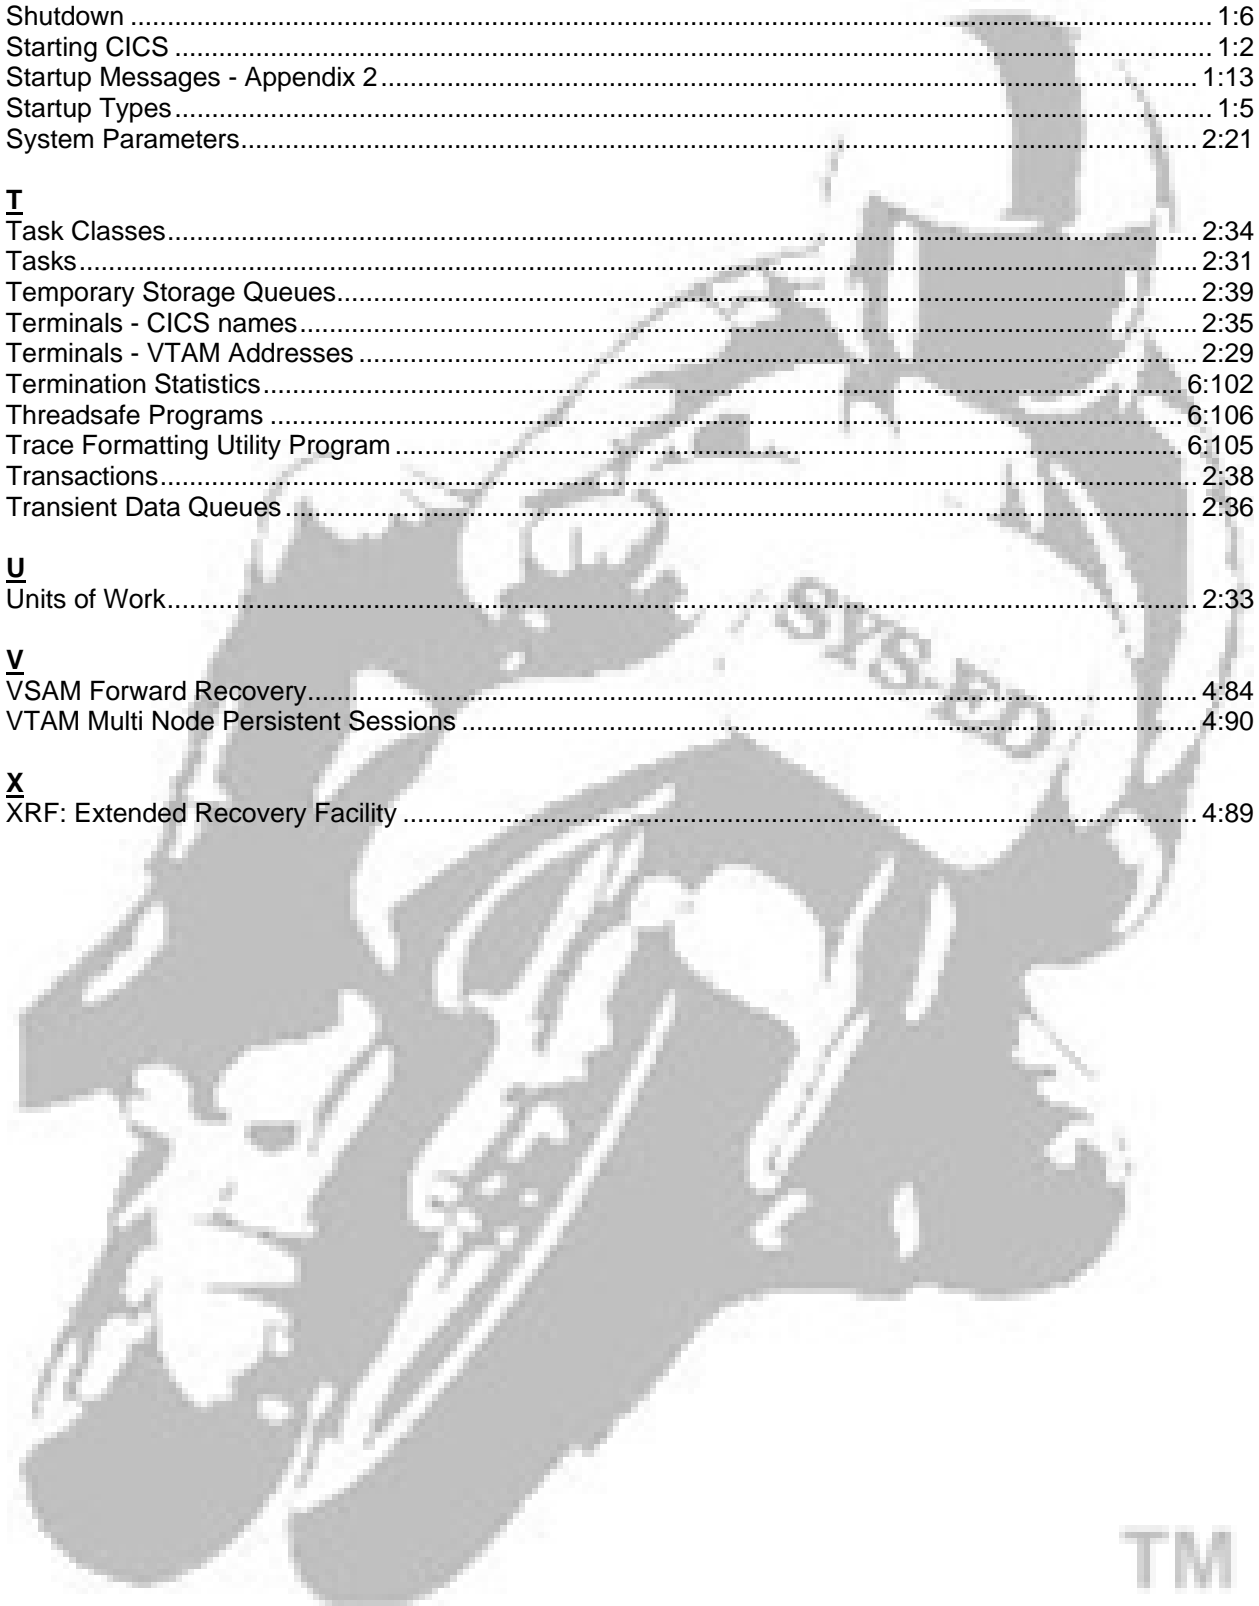 Shutdown ........ 1:6
Starting CICS ........ 1:2
Startup Messages - Appendix 2 ........ 1:13
Startup Types ........ 1:5
System Parameters ........ 2:21
T
Task Classes ........ 2:34
Tasks ........ 2:31
Temporary Storage Queues ........ 2:39
Terminals - CICS names ........ 2:35
Terminals - VTAM Addresses ........ 2:29
Termination Statistics ........ 6:102
Threadsafe Programs ........ 6:106
Trace Formatting Utility Program ........ 6:105
Transactions ........ 2:38
Transient Data Queues ........ 2:36
U
Units of Work ........ 2:33
SYS-ED
V
VSAM Forward Recovery ........ 4:84
VTAM Multi Node Persistent Sessions ........ 4:90
X
XRF: Extended Recovery Facility ........ 4:89
TM